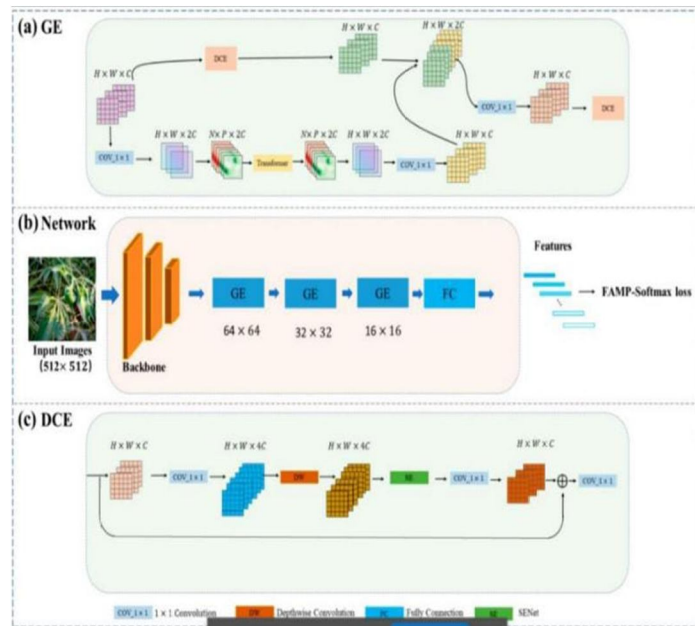 (a) GE
H × W × C
DCE
H × W × C
H × W × 2C
COV_1×1
H × W × C
DCE
COV_1×1
H × W × 2C
N × P × 2C
Transformer
N × P × 2C
H × W × 2C
COV_1×1
H × W × C
(b) Network
Input Images
(512× 512)
Backbone
GE
64 × 64
GE
32 × 32
GE
16 × 16
FC
Features
FAMP-Softmax loss
(c) DCE
H × W × C
COV_1×1
H × W × 4C
DW
H × W × 4C
SE
COV_1×1
H × W × C
COV_1×1
COV_1×1 1 × 1 Convolution DW Depthwise Convolution FC Fully Connection SE SENet